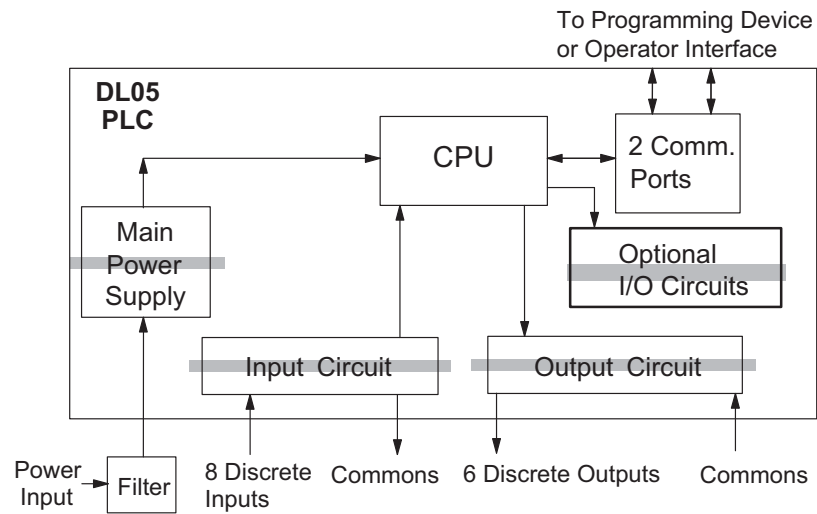 To Programming Device
or Operator Interface
DL05
PLC
CPU
2 Comm.
Ports
Main
Power
Supply
Optional
I/O Circuits
Input Circuit
Output Circuit
Power
Input
Filter
8 Discrete
Inputs
Commons
6 Discrete Outputs
Commons